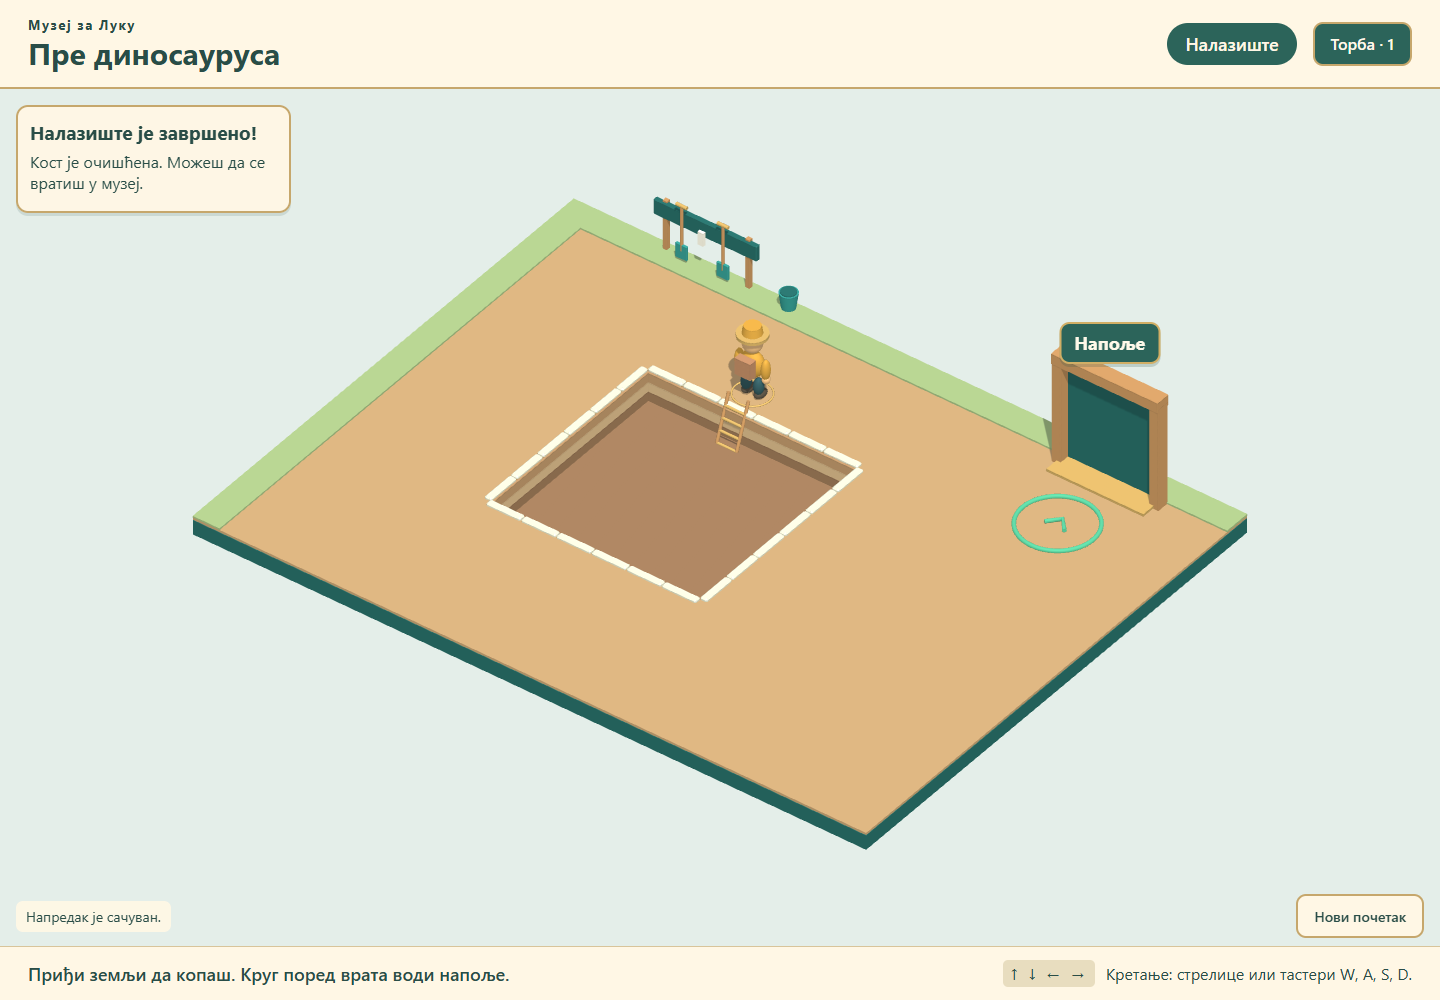 Музеј за Луку
Пре диносауруса
Налазиште
Торба · 1
Налазиште је завршено!
Кост је очишћена. Можеш да се
вратиш у музеј.
Напоље
Напредак је сачуван.
Нови почетак
Приђи земљи да копаш. Круг поред врата води напоље.
↑ ↓ ← → Кретање: стрелице или тастери W, A, S, D.